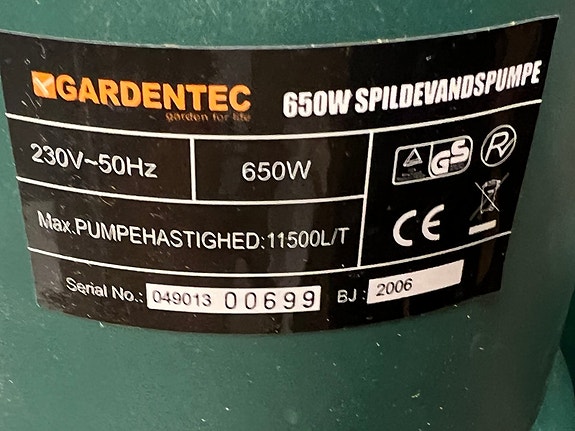 GARDENTEC
garden for life
650W SPILDEVANDSPUMPE
230V~50Hz
650W
GS
Max.PUMPEHASTIGHED:11500L/T
CE
Serial No.: 049013 00699 BJ : 2006